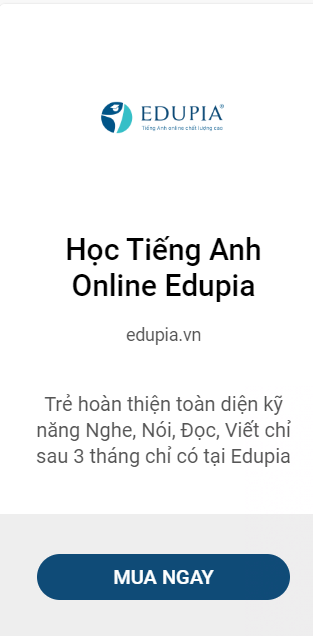 EDUPIA®
Tiếng Anh online chất lượng cao
Học Tiếng Anh
Online Edupia
edupia.vn
Trẻ hoàn thiện toàn diện kỹ
năng Nghe, Nói, Đọc, Viết chỉ
sau 3 tháng chỉ có tại Edupia
MUA NGAY